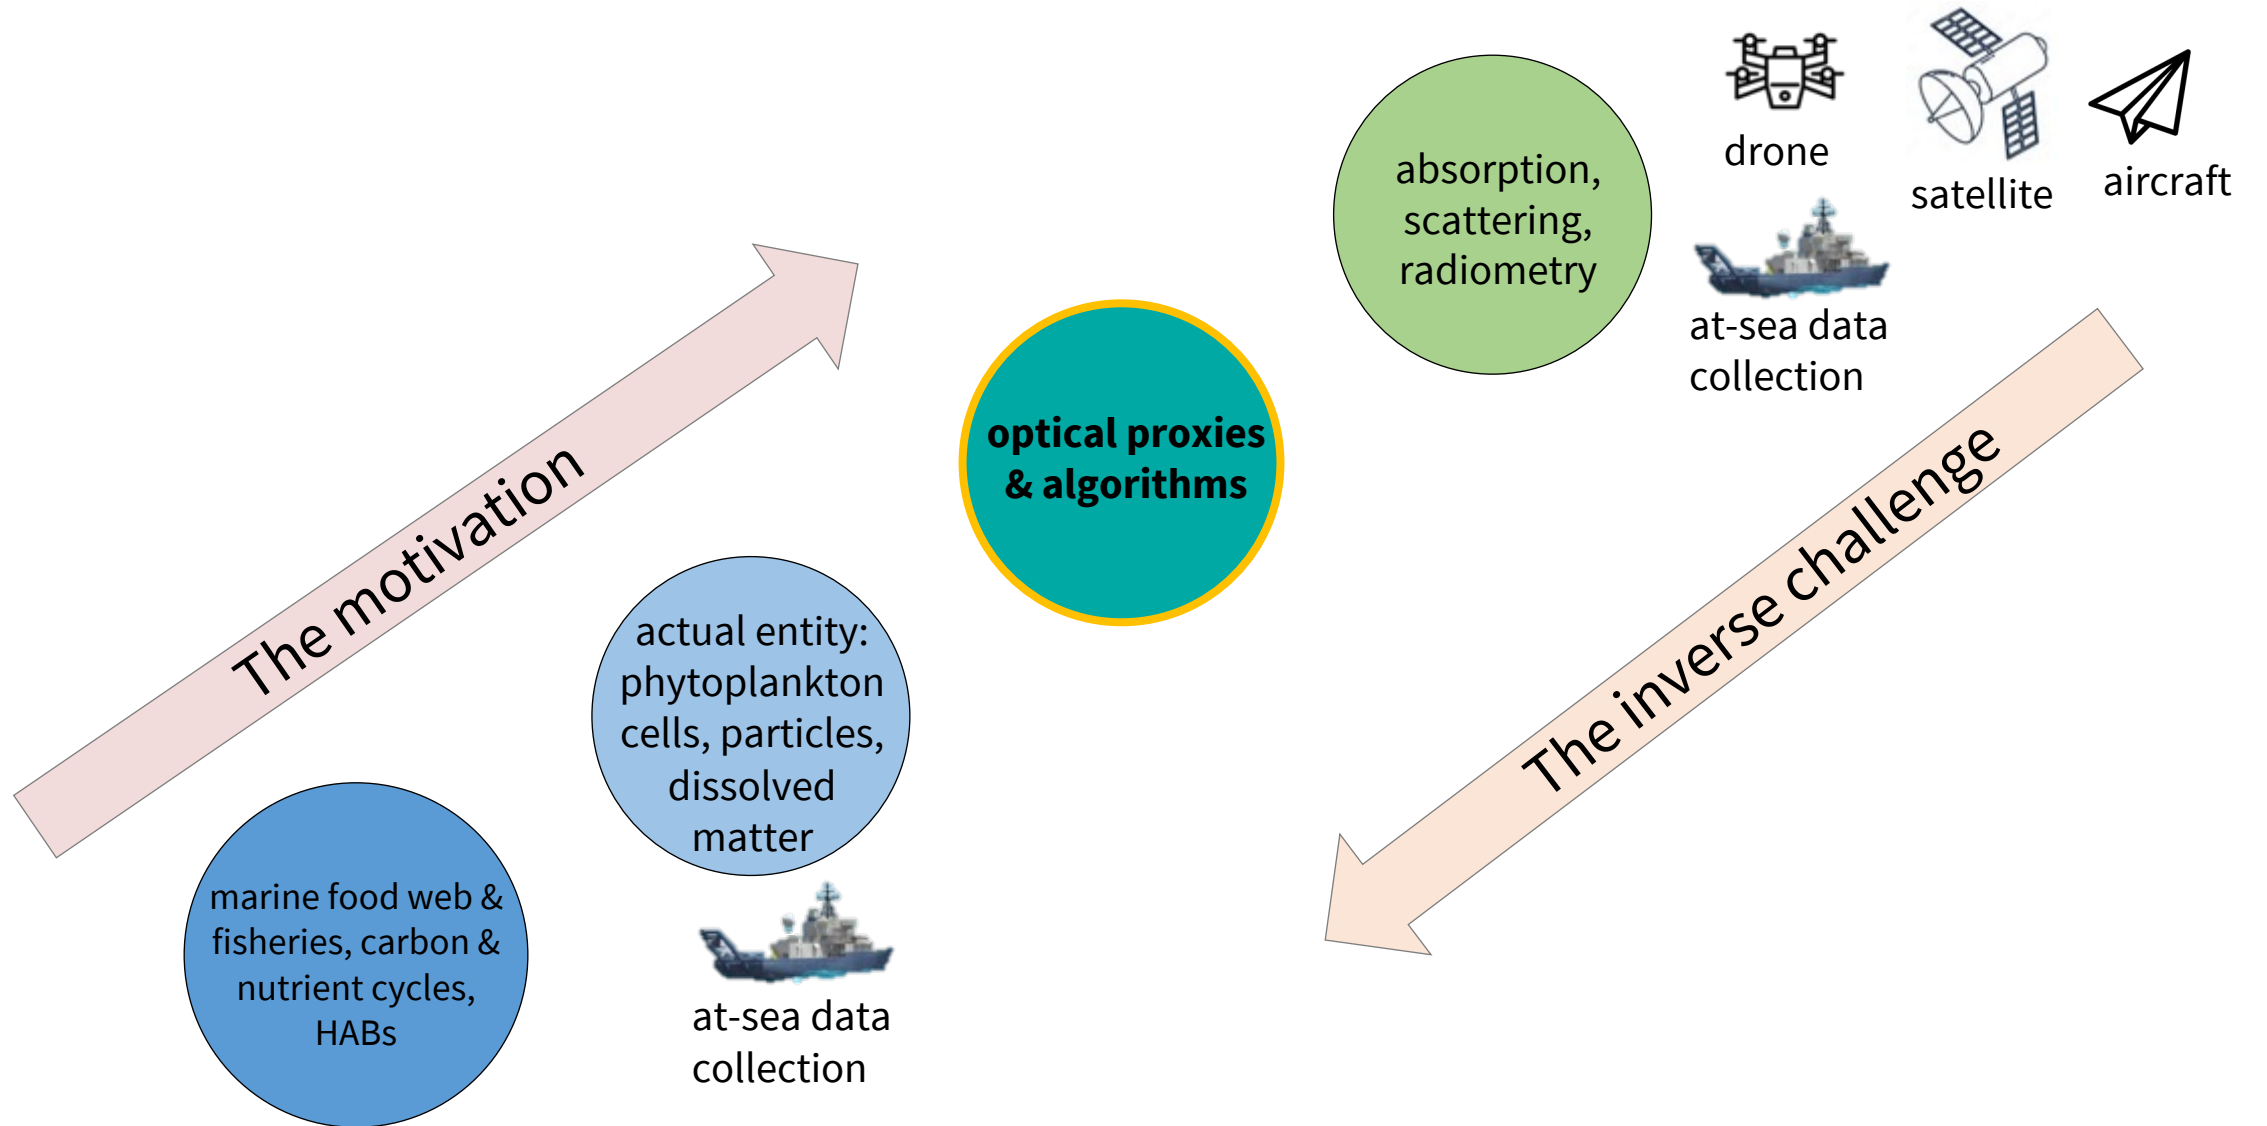 The motivation
marine food web &
fisheries, carbon &
nutrient cycles,
HABs
actual entity:
phytoplankton
cells, particles,
dissolved
matter
at-sea data
collection
optical proxies
& algorithms
absorption,
scattering,
radiometry
drone
satellite
aircraft
at-sea data
collection
The inverse challenge